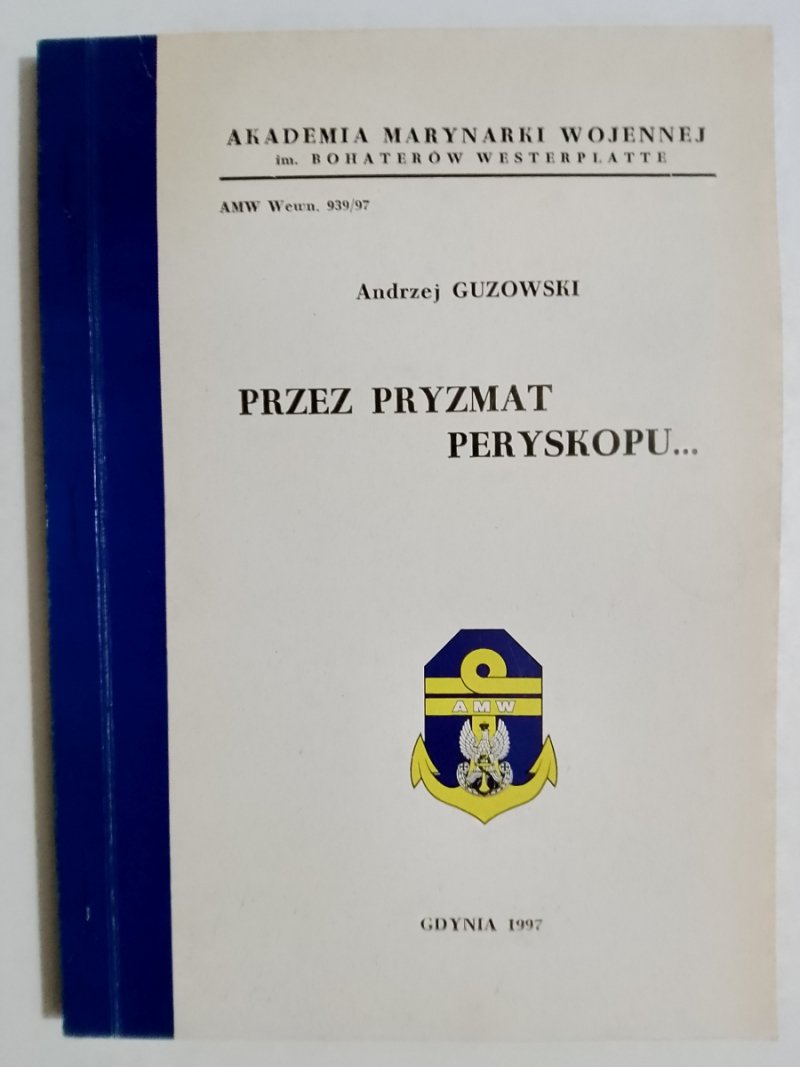 AKADEMIA MARYNARKI WOJENNEJ
im. BOHATERÓW WESTERPLATTE
AMW Wewn. 939/97
Andrzej GUZOWSKI
PRZEZ PRYZMAT
PERYSKOPU...
AMW
GDYNIA 1997